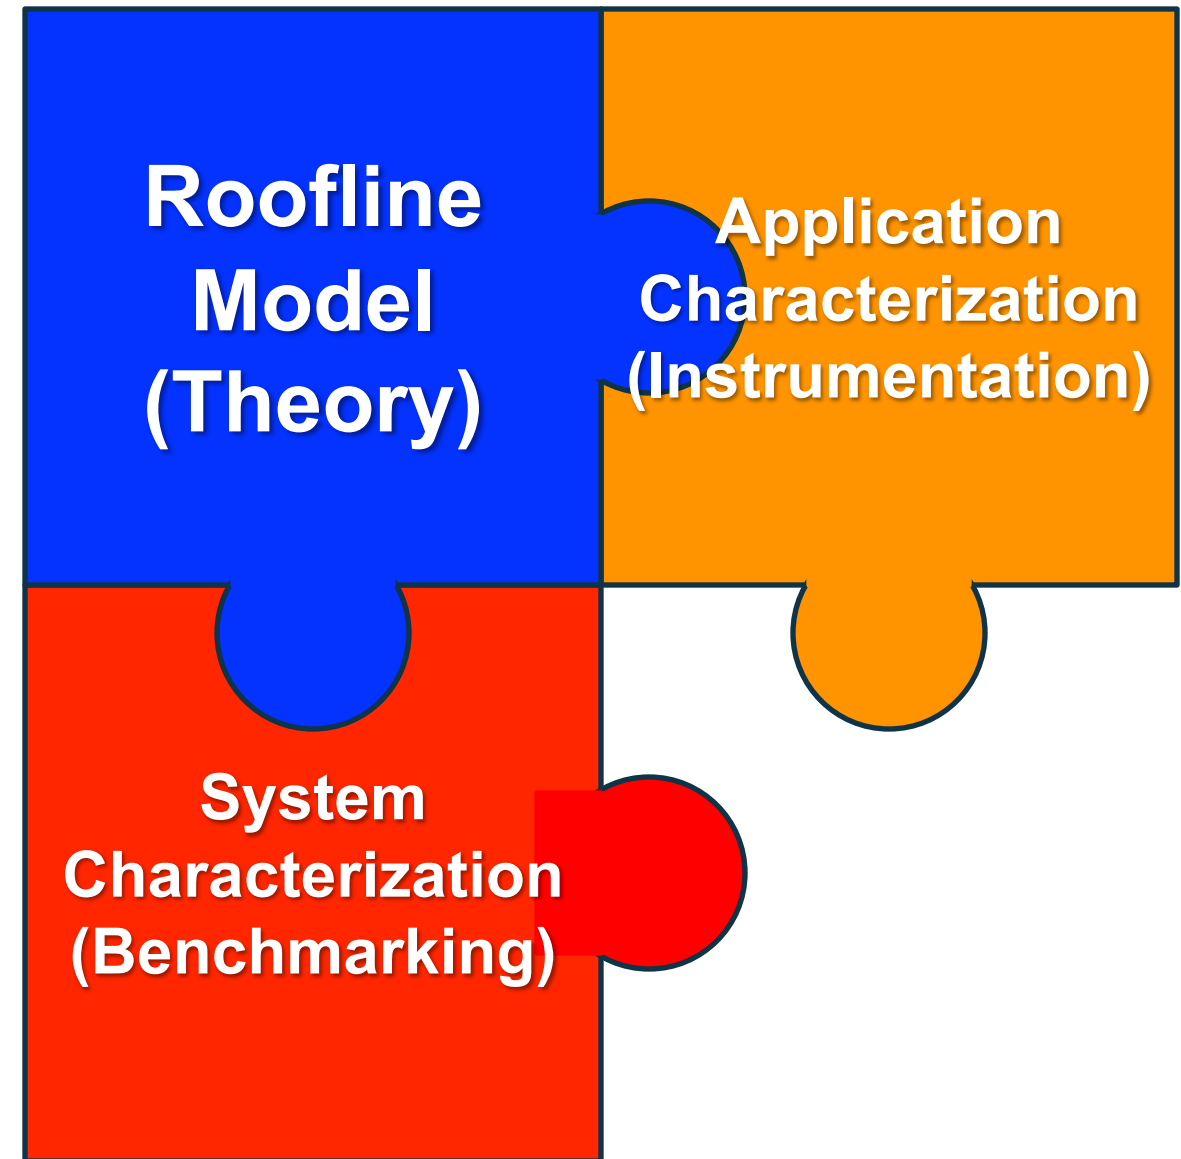 Roofline
Model
(Theory)
Application
Characterization
(Instrumentation)
System
Characterization
(Benchmarking)